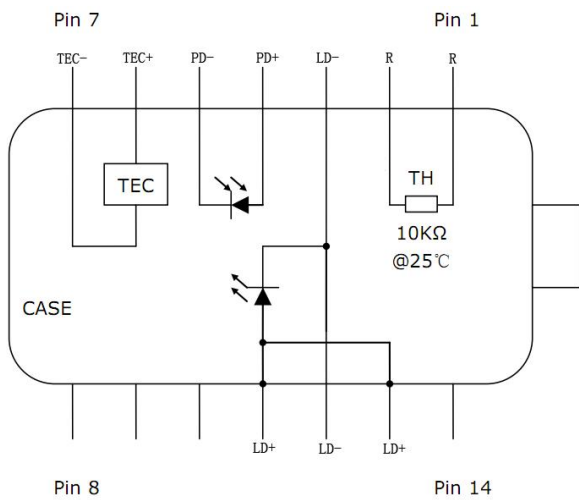 Pin 7 Pin 1
TEC- TEC+ PD- PD+ LD- R R
TEC
TH
10KΩ
@25℃
CASE
LD+ LD- LD+
Pin 8 Pin 14